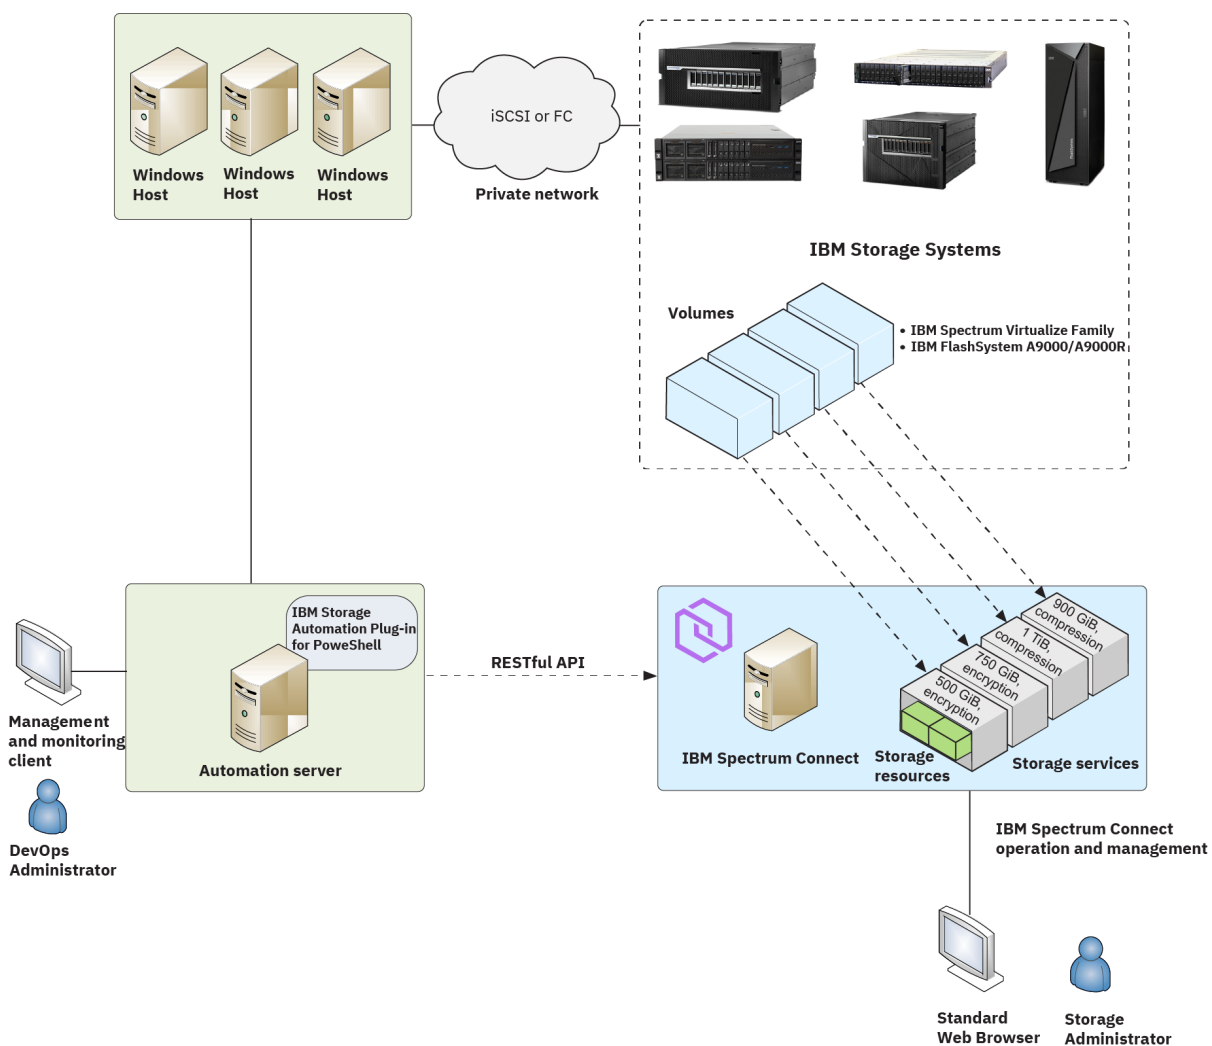 Windows
Host
Windows
Host
Windows
Host
iSCSI or FC
Private network
IBM Storage Systems
Volumes
• IBM Spectrum Virtualize Family
• IBM FlashSystem A9000/A9000R
IBM Storage
Automation Plug-in
for PoweShell
Automation server
Management
and monitoring
client
DevOps
Administrator
RESTful API
IBM Spectrum Connect
900 GiB,
compression
1 TiB,
compression
750 GiB,
encryption
500 GiB,
encryption
Storage
resources
Storage services
IBM Spectrum Connect
operation and management
Standard
Web Browser
Storage
Administrator